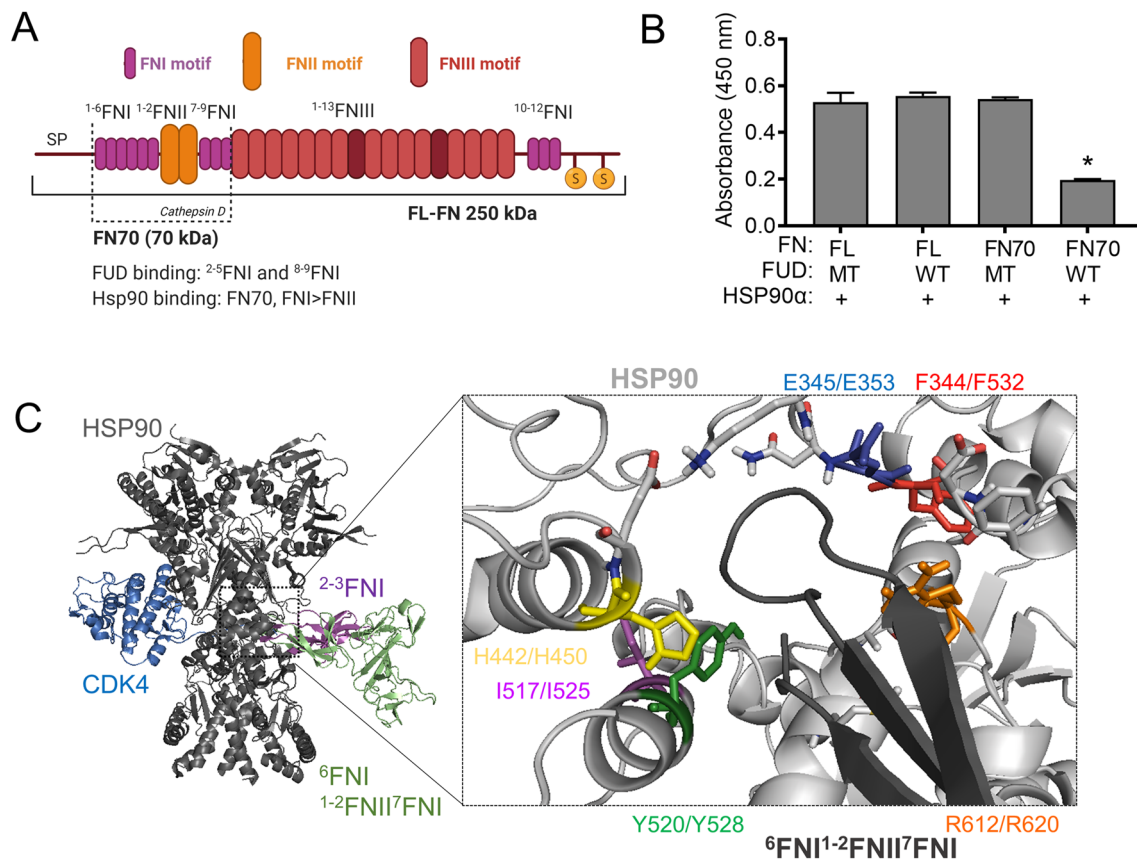 A
FNI motif
FNII motif
FNIII motif
1-6FNI 1-2FNII 7-9FNI
1-13FNIII
10-12FNI
SP
S S
Cathepsin D
FN70 (70 kDa)
FL-FN 250 kDa
FUD binding: 2-5FNI and 8-9FNI
Hsp90 binding: FN70, FNI>FNII
B
Absorbance (450 nm)
0.8
0.6
0.4
0.2
0.0
*
FN: FL FL FN70 FN70
FUD: MT WT MT WT
HSP90α: + + + +
C
HSP90
2-3FNI
CDK4
6FNI
1-2FNII7FNI
HSP90
E345/E353
F344/F532
H442/H450
I517/I525
Y520/Y528
R612/R620
6FNI1-2FNII7FNI